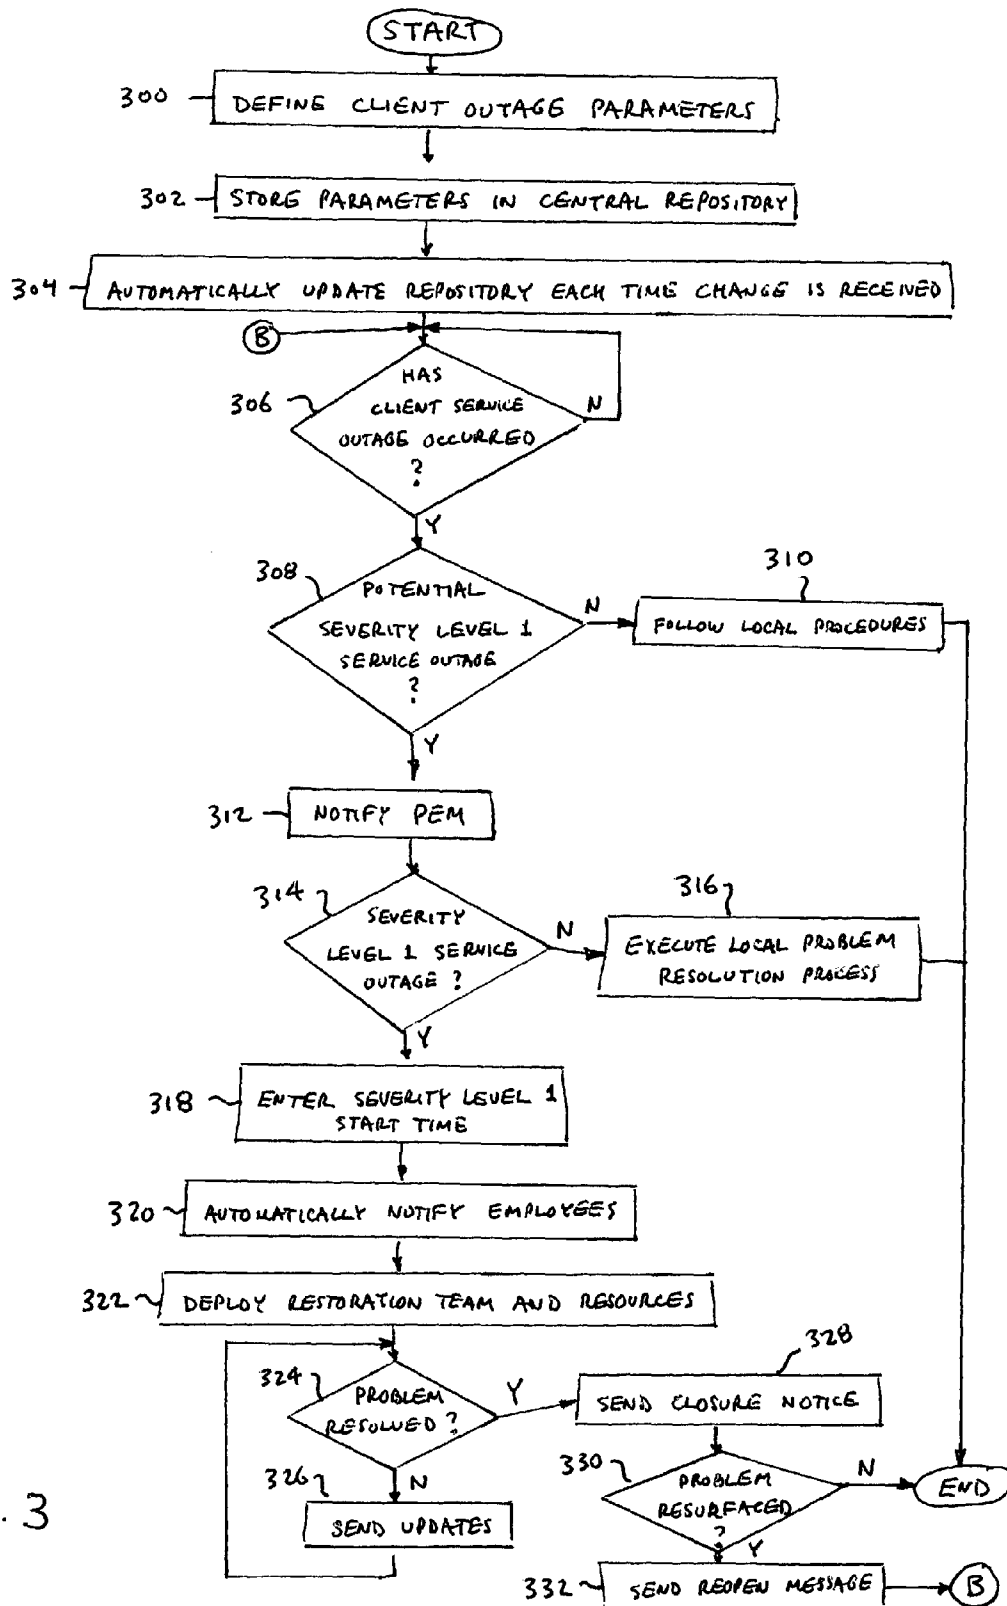 START
300
DEFINE CLIENT OUTAGE PARAMETERS
302
STORE PARAMETERS IN CENTRAL REPOSITORY
304
AUTOMATICALLY UPDATE REPOSITORY EACH TIME CHANGE IS RECEIVED
B
306
HAS
CLIENT SERVICE
OUTAGE OCCURRED
?
N
Y
308
POTENTIAL
SEVERITY LEVEL 1
SERVICE OUTAGE
?
N
310
FOLLOW LOCAL PROCEDURES
Y
312
NOTIFY PEM
314
SEVERITY
LEVEL 1 SERVICE
OUTAGE ?
N
316
EXECUTE LOCAL PROBLEM
RESOLUTION PROCESS
Y
318
ENTER SEVERITY LEVEL 1
START TIME
320
AUTOMATICALLY NOTIFY EMPLOYEES
322
DEPLOY RESTORATION TEAM AND RESOURCES
324
PROBLEM
RESOLVED ?
Y
328
SEND CLOSURE NOTICE
N
326
SEND UPDATES
330
PROBLEM
RESURFACED
?
N
END
Y
332
SEND REOPEN MESSAGE
B
. 3